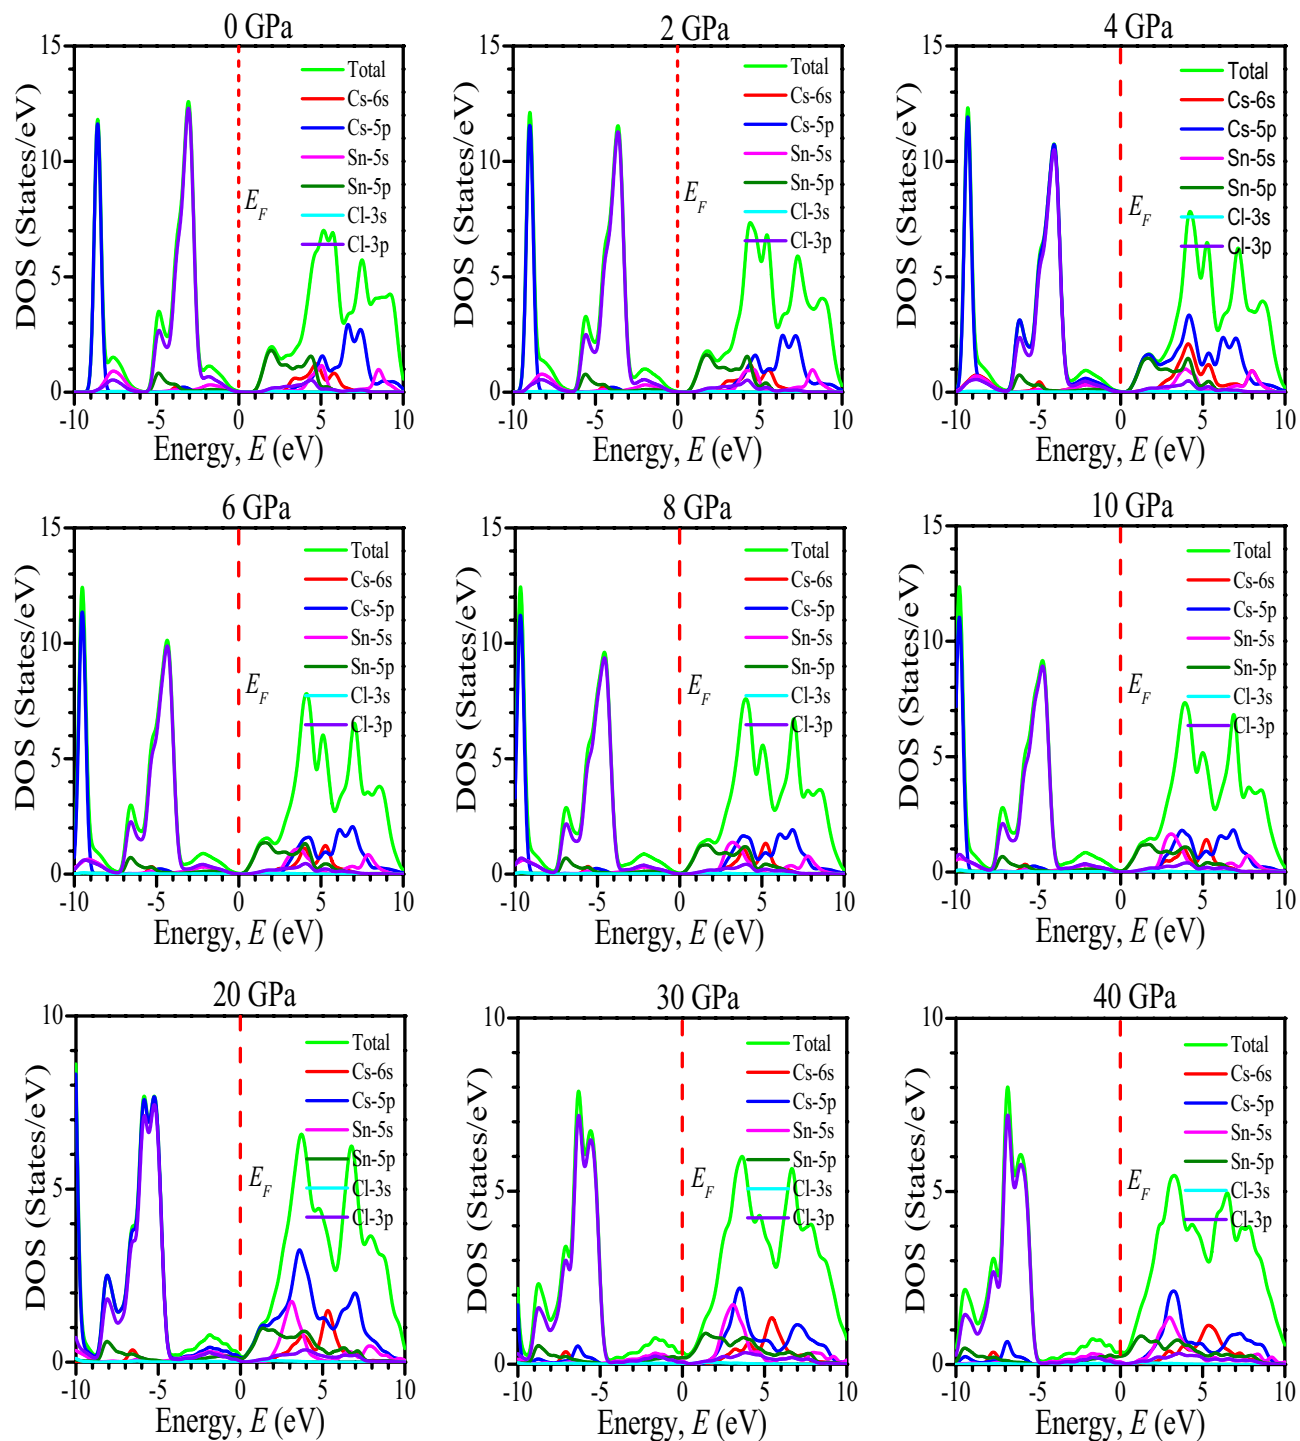 0 GPa
DOS (States/eV)
15
10
5
0
Total
Cs-6s
Cs-5p
Sn-5s
Sn-5p
Cl-3s
Cl-3p
E_F
-10 -5 0 5 10
Energy, E (eV)
2 GPa
DOS (States/eV)
15
10
5
0
Total
Cs-6s
Cs-5p
Sn-5s
Sn-5p
Cl-3s
Cl-3p
E_F
-10 -5 0 5 10
Energy, E (eV)
4 GPa
DOS (States/eV)
15
10
5
0
Total
Cs-6s
Cs-5p
Sn-5s
Sn-5p
Cl-3s
Cl-3p
E_F
-10 -5 0 5 10
Energy, E (eV)
6 GPa
DOS (States/eV)
15
10
5
0
Total
Cs-6s
Cs-5p
Sn-5s
Sn-5p
Cl-3s
Cl-3p
E_F
-10 -5 0 5 10
Energy, E (eV)
8 GPa
DOS (States/eV)
15
10
5
0
Total
Cs-6s
Cs-5p
Sn-5s
Sn-5p
Cl-3s
Cl-3p
E_F
-10 -5 0 5 10
Energy, E (eV)
10 GPa
DOS (States/eV)
15
10
5
0
Total
Cs-6s
Cs-5p
Sn-5s
Sn-5p
Cl-3s
Cl-3p
E_F
-10 -5 0 5 10
Energy, E (eV)
20 GPa
DOS (States/eV)
10
5
0
Total
Cs-6s
Cs-5p
Sn-5s
Sn-5p
Cl-3s
Cl-3p
E_F
-10 -5 0 5 10
Energy, E (eV)
30 GPa
DOS (States/eV)
10
5
0
Total
Cs-6s
Cs-5p
Sn-5s
Sn-5p
Cl-3s
Cl-3p
E_F
-10 -5 0 5 10
Energy, E (eV)
40 GPa
DOS (States/eV)
10
5
0
Total
Cs-6s
Cs-5p
Sn-5s
Sn-5p
Cl-3s
Cl-3p
E_F
-10 -5 0 5 10
Energy, E (eV)